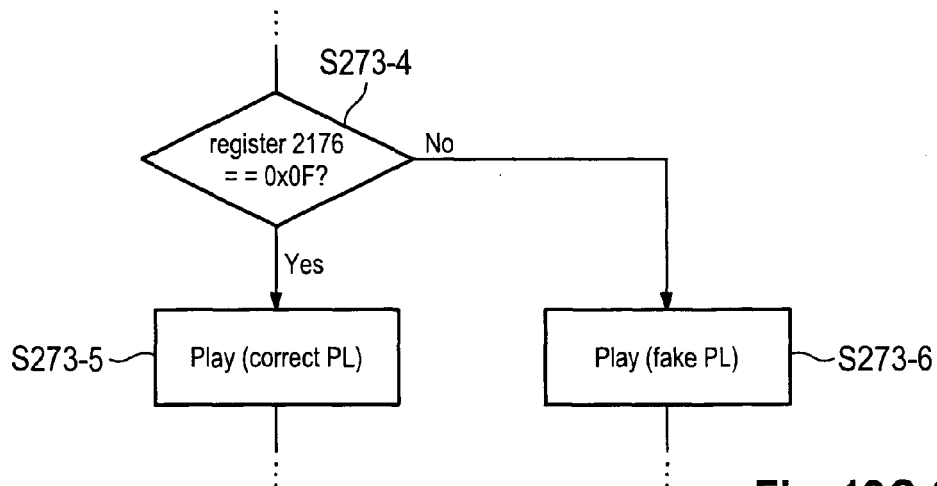 S273-4
register 2176
= = 0x0F?
No
Yes
S273-5
Play (correct PL)
Play (fake PL)
S273-6